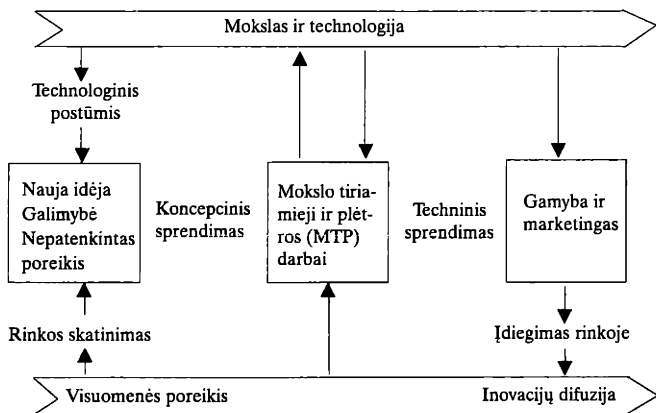 Mokslas ir technologija
Technologinis
postūmis
Nauja idėja
Galimybė
Nepatenkintas
poreikis
Koncepcinis
sprendimas
Mokslo tiria-
mieji ir plėt-
ros (MTP)
darbai
Techninis
sprendimas
Gamyba ir
marketingas
Rinkos skatinimas
Įdiegimas rinkoje
Visuomenės poreikis
Inovacijų difuzija